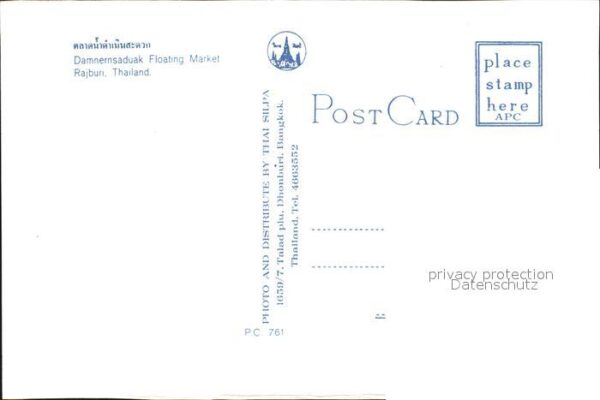 ตลาดน้ำดำเนินสะดวก
Damnernsaduak Floating Market
Rajburi, Thailand.
PHOTO AND DISTRIBUTE BY THAI SILPA
1659/7. Talad plu, Dhonburi. Bangkok.
Thailand. Tel. 4663552
P.C 761
POST CARD
place
stamp
here
APC
privacy protection
Datenschutz